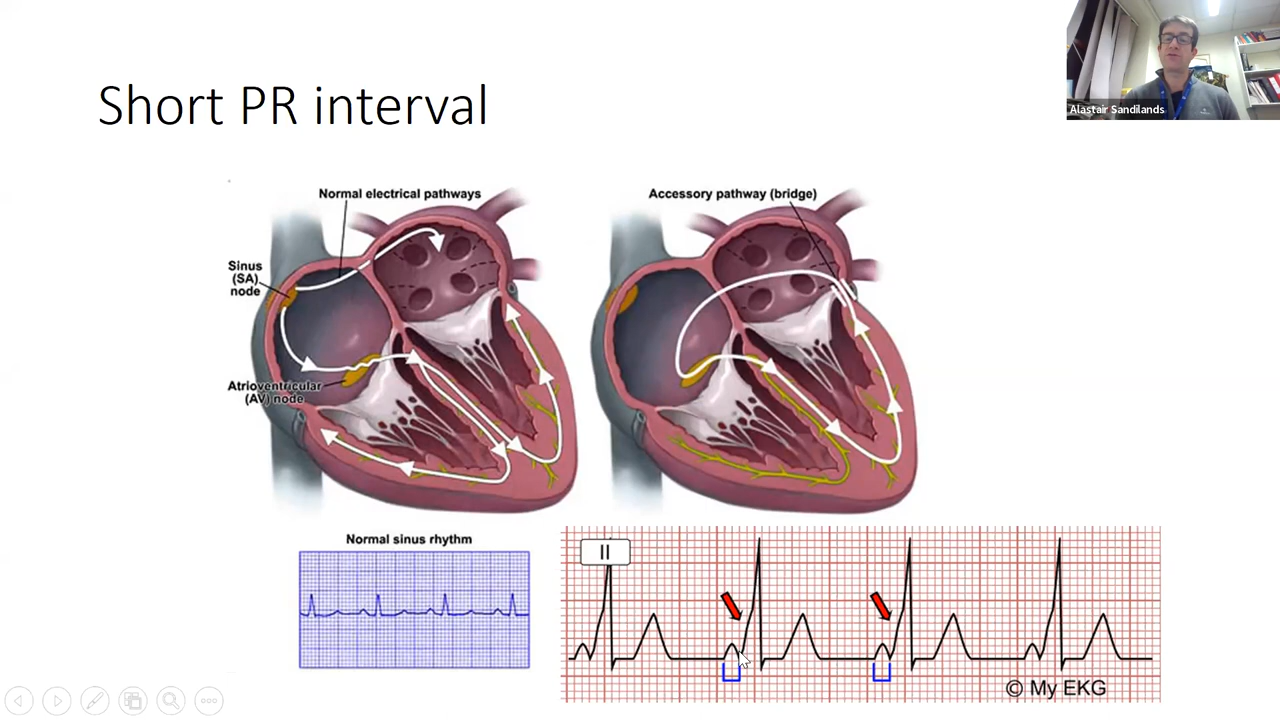 Short PR interval
Alastair Sandilands
Normal electrical pathways
Sinus
(SA)
node
Atrioventricular
(AV) node
Accessory pathway (bridge)
Normal sinus rhythm
II
© My EKG